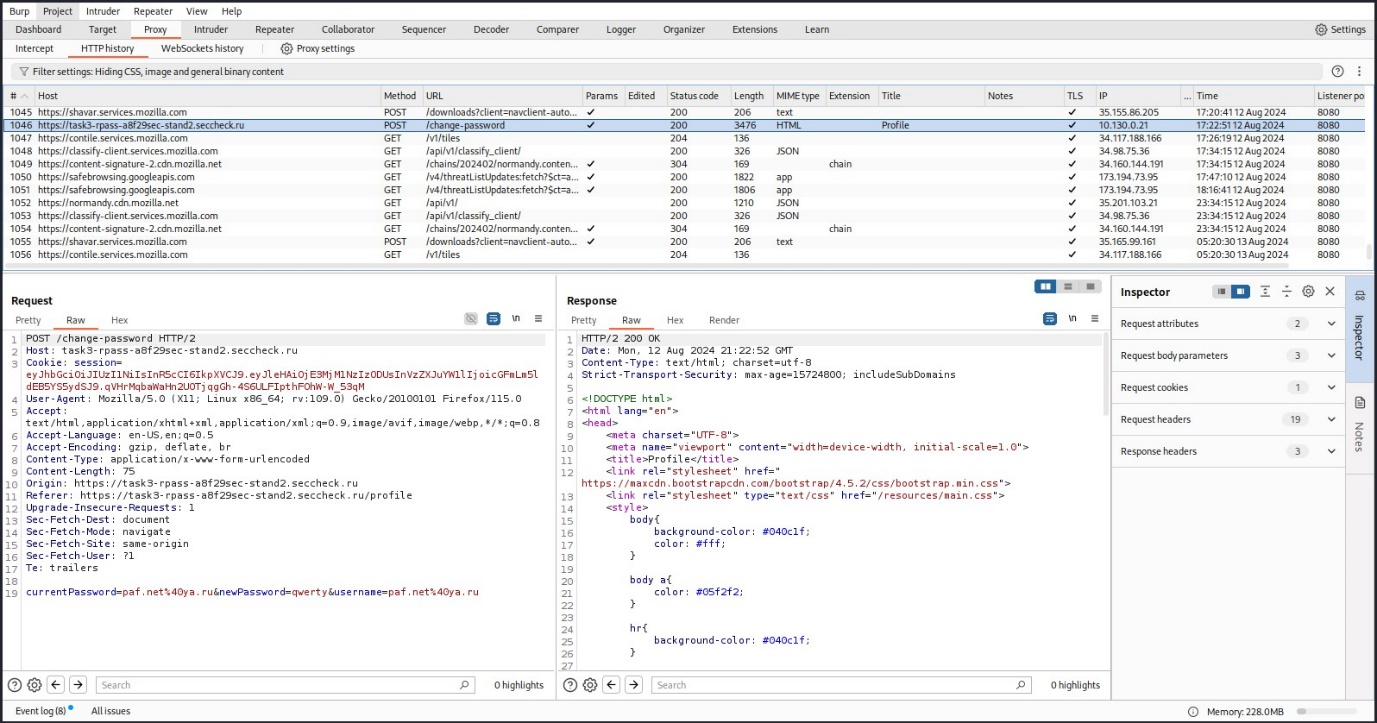 Burp Project Intruder Repeater View Help
Dashboard Target Proxy Intruder Repeater Collaborator Sequencer Decoder Comparer Logger Organizer Extensions Learn Settings
Intercept HTTP history WebSockets history Proxy settings
Filter settings: Hiding CSS, image and general binary content
# Host Method URL Params Edited Status code Length MIME type Extension Title Notes TLS IP ... Time Listener po
1045 https://shavar.services.mozilla.com POST /downloads?client=navclient-auto... ✓ 200 206 text ✓ 35.155.86.205 17:20:41 12 Aug 2024 8080
1046 https://task3-rpass-a8f29sec-stand2.seccheck.ru POST /change-password ✓ 200 3476 HTML Profile ✓ 10.130.0.21 17:22:51 12 Aug 2024 8080
1047 https://contile.services.mozilla.com GET /v1/tiles 204 136 ✓ 34.117.188.166 17:26:19 12 Aug 2024 8080
1048 https://classify-client.services.mozilla.com GET /api/v1/classify_client/ 200 326 JSON ✓ 34.98.75.36 17:34:15 12 Aug 2024 8080
1049 https://content-signature-2.cdn.mozilla.net GET /chains/202402/normandy.conten... ✓ 304 169 chain ✓ 34.160.144.191 17:34:15 12 Aug 2024 8080
1050 https://safebrowsing.googleapis.com GET /v4/threatListUpdates:fetch?$ct=a... ✓ 200 1822 app ✓ 173.194.73.95 17:47:10 12 Aug 2024 8080
1051 https://safebrowsing.googleapis.com GET /v4/threatListUpdates:fetch?$ct=a... ✓ 200 1806 app ✓ 173.194.73.95 18:16:41 12 Aug 2024 8080
1052 https://normandy.cdn.mozilla.net GET /api/v1/ 200 1210 JSON ✓ 35.201.103.21 23:34:15 12 Aug 2024 8080
1053 https://classify-client.services.mozilla.com GET /api/v1/classify_client/ 200 326 JSON ✓ 34.98.75.36 23:34:15 12 Aug 2024 8080
1054 https://content-signature-2.cdn.mozilla.net GET /chains/202402/normandy.conten... ✓ 304 169 chain ✓ 34.160.144.191 23:34:15 12 Aug 2024 8080
1055 https://shavar.services.mozilla.com POST /downloads?client=navclient-auto... ✓ 200 206 text ✓ 35.165.99.161 05:20:30 13 Aug 2024 8080
1056 https://contile.services.mozilla.com GET /v1/tiles 204 136 ✓ 34.117.188.166 05:20:30 13 Aug 2024 8080
Request
Pretty Raw Hex \n
1 POST /change-password HTTP/2
2 Host: task3-rpass-a8f29sec-stand2.seccheck.ru
3 Cookie: session=
4 User-Agent: Mozilla/5.0 (X11; Linux x86_64; rv:109.0) Gecko/20100101 Firefox/115.0
5 Accept:
text/html,application/xhtml+xml,application/xml;q=0.9,image/avif,image/webp,*/*;q=0.8
6 Accept-Language: en-US,en;q=0.5
7 Accept-Encoding: gzip, deflate, br
8 Content-Type: application/x-www-form-urlencoded
9 Content-Length: 75
10 Origin: https://task3-rpass-a8f29sec-stand2.seccheck.ru
11 Referer: https://task3-rpass-a8f29sec-stand2.seccheck.ru/profile
12 Upgrade-Insecure-Requests: 1
13 Sec-Fetch-Dest: document
14 Sec-Fetch-Mode: navigate
15 Sec-Fetch-Site: same-origin
16 Sec-Fetch-User: ?1
17 Te: trailers
18
19 currentPassword=paf.net%40ya.ru&newPassword=qwerty&username=paf.net%40ya.ru
Search 0 highlights
Response
Pretty Raw Hex Render \n
1 HTTP/2 200 OK
2 Date: Mon, 12 Aug 2024 21:22:52 GMT
3 Content-Type: text/html; charset=utf-8
4 Strict-Transport-Security: max-age=15724800; includeSubDomains
5
6 <!DOCTYPE html>
7 <html lang="en">
8 <head>
9 <meta charset="UTF-8">
10 <meta name="viewport" content="width=device-width, initial-scale=1.0">
11 <title>Profile</title>
12 <link rel="stylesheet" href="
https://maxcdn.bootstrapcdn.com/bootstrap/4.5.2/css/bootstrap.min.css">
13 <link rel="stylesheet" type="text/css" href="/resources/main.css">
14 <style>
15 body{
16 background-color: #040c1f;
17 color: #fff;
18 }
19
20 body a{
21 color: #05f2f2;
22 }
23
24 hr{
25 background-color: #040c1f;
26 }
27
Search 0 highlights
Inspector
Request attributes 2
Request body parameters 3
Request cookies 1
Request headers 19
Response headers 3
Inspector
Notes
Event log (8) All issues Memory: 228.0MB